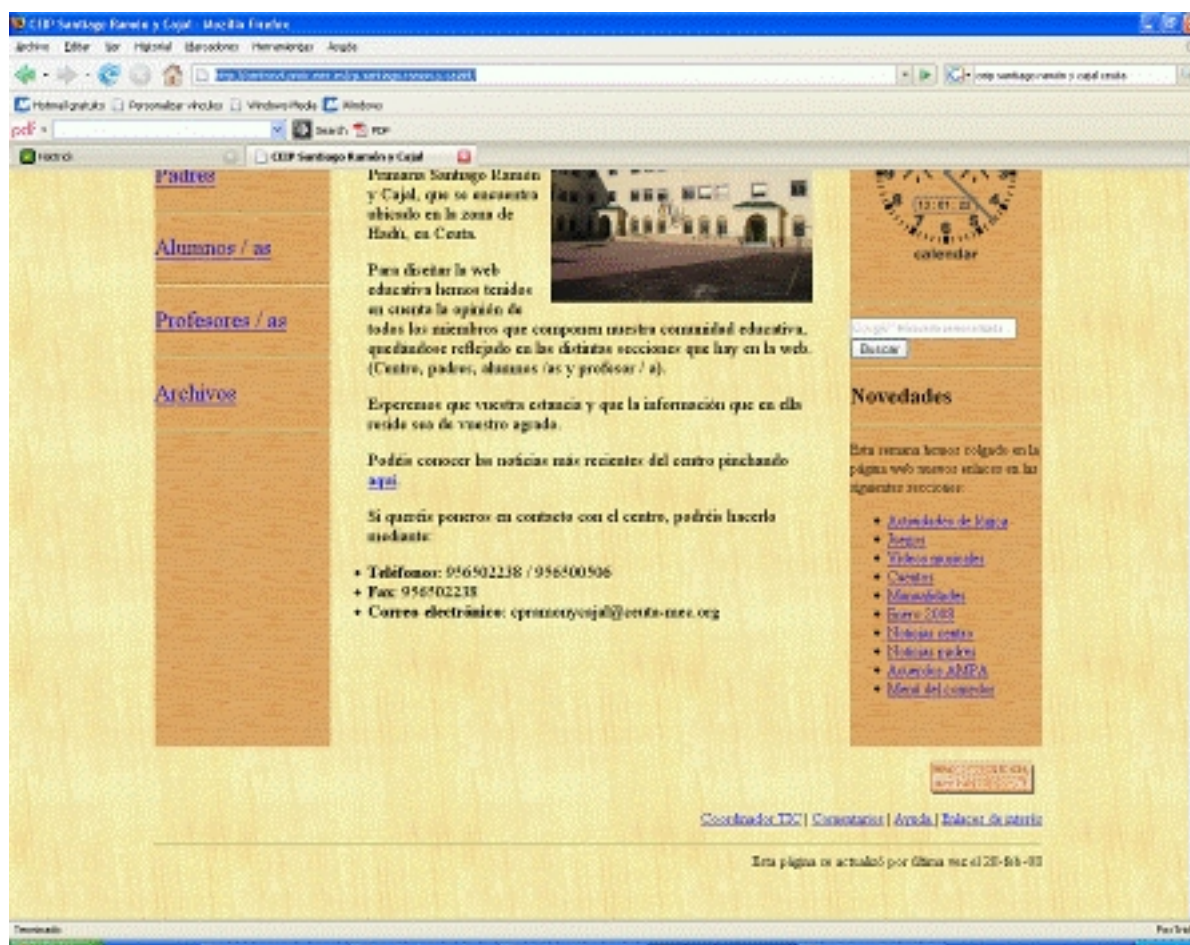 CEIP Santiago Ramón y Cajal - Mozilla Firefox
Archivo Editar Ver Historial Marcadores Herramientas Ayuda
ceip santiago ramón y cajal ceuta
Hotmail gratuito Personalizar vínculos Windows Media Windows
pdf Search PDF
CEIP Santiago Ramón y Cajal
Padres
Alumnos / as
Profesores / as
Archivos
Primaria Santiago Ramón
y Cajal, que se encuentra
ubicado en la zona de
Hadú, en Ceuta.
Para diseñar la web
educativa hemos tenidos
en cuenta la opinión de
todos los miembros que componen nuestra comunidad educativa,
quedándose reflejado en las distintas secciones que hay en la web.
(Centro, padres, alumnos /as y profesor / a).
Esperemos que vuestra estancia y que la información que en ella
reside sea de vuestro agrado.
Podéis conocer las noticias más recientes del centro pinchando
aquí.
Si queréis poneros en contacto con el centro, podréis hacerlo
mediante:
Teléfonos: 956502238 / 956500506
Fax: 956502238
Correo electrónico: cpramonycajal@ceuta-mec.org
calendar
Buscar
Novedades
Esta semana hemos colgado en la
página web nuevos enlaces en las
siguientes secciones:
Actividades de lógica
Juegos
Videos musicales
Cuentos
Manualidades
Enero 2008
Noticias centro
Noticias padres
Acuerdos AMPA
Menú del comedor
Coordinador TIC | Comentarios | Ayuda | Enlaces de interés
Esta página se actualizó por última vez el
Terminado